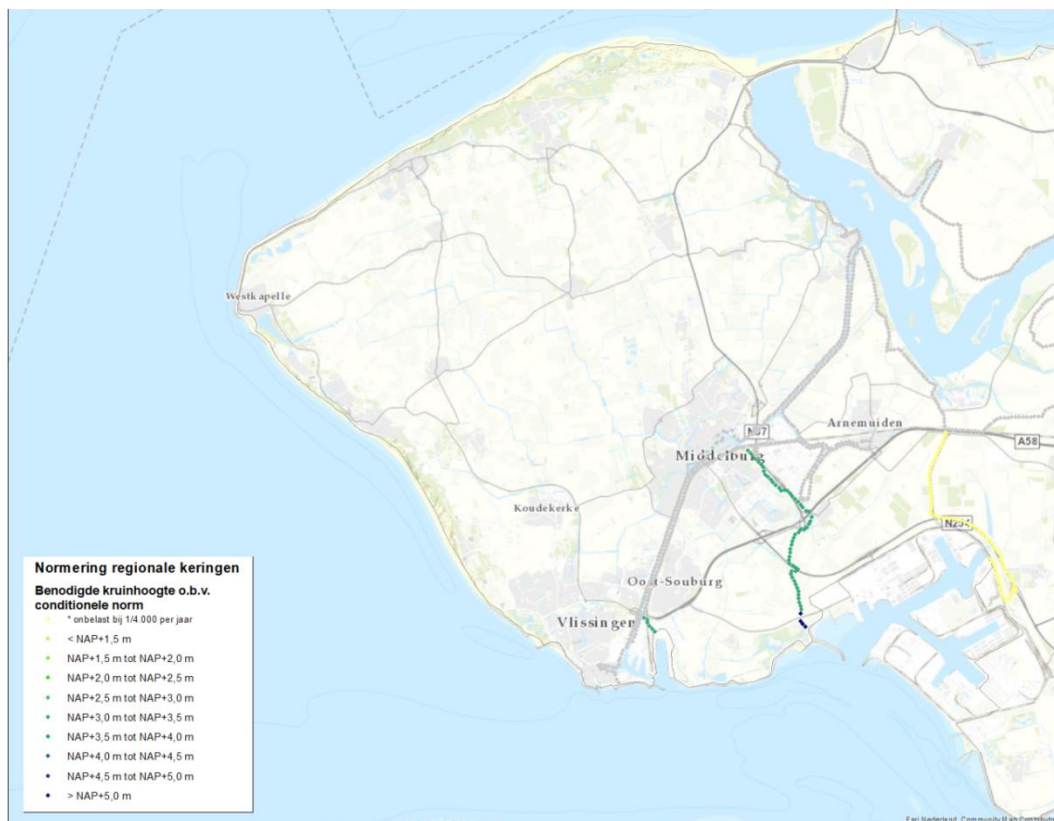 Westkapelle
N57
Arnemuiden
Middelburg
A58
Koudekerke
N254
Oost-Souburg
Vlissingen
Normering regionale keringen
Benodigde kruinhoogte o.b.v.
conditionele norm
* onbelast bij 1/4.000 per jaar
< NAP+1,5 m
NAP+1,5 m tot NAP+2,0 m
NAP+2,0 m tot NAP+2,5 m
NAP+2,5 m tot NAP+3,0 m
NAP+3,0 m tot NAP+3,5 m
NAP+3,5 m tot NAP+4,0 m
NAP+4,0 m tot NAP+4,5 m
NAP+4,5 m tot NAP+5,0 m
> NAP+5,0 m
Esri Nederland, Community Map Contributors